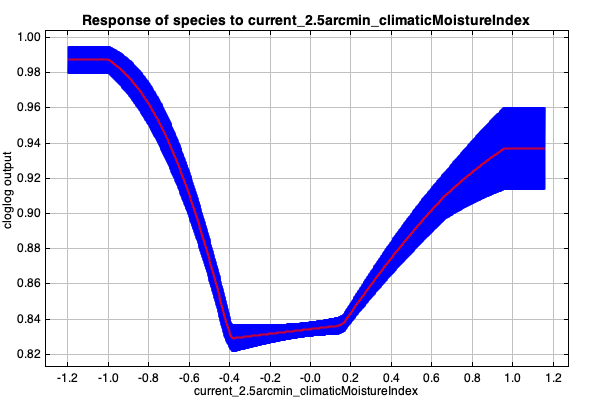 Response of species to current_2.5arcmin_climaticMoistureIndex
1.00
0.98
0.96
0.94
0.92
0.90
0.88
0.86
0.84
0.82
cloglog output
-1.2 -1.0 -0.8 -0.6 -0.4 -0.2 -0.0 0.2 0.4 0.6 0.8 1.0 1.2
current_2.5arcmin_climaticMoistureIndex